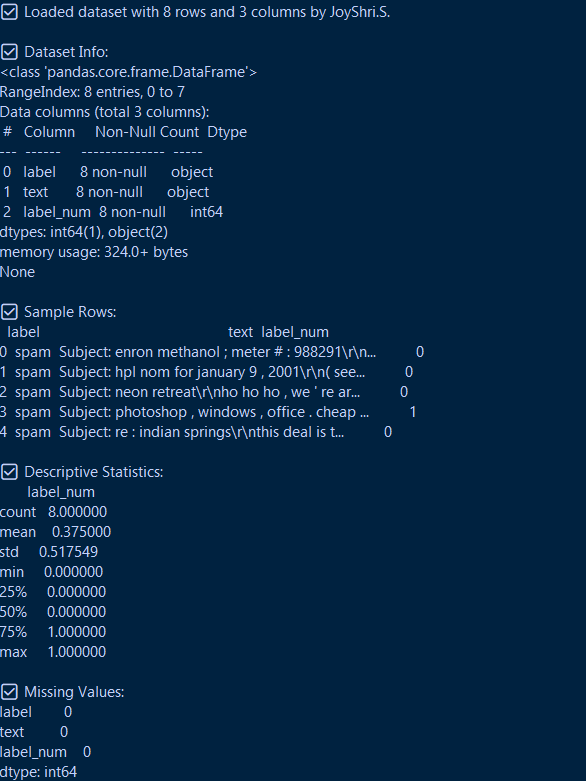 ☑ Loaded dataset with 8 rows and 3 columns by JoyShri.S.
☑ Dataset Info:
<class 'pandas.core.frame.DataFrame'>
RangeIndex: 8 entries, 0 to 7
Data columns (total 3 columns):
# Column Non-Null Count Dtype
--- ------ -------------- -----
0 label 8 non-null object
1 text 8 non-null object
2 label_num 8 non-null int64
dtypes: int64(1), object(2)
memory usage: 324.0+ bytes
None
☑ Sample Rows:
label text label_num
0 spam Subject: enron methanol ; meter # : 988291\r\n... 0
1 spam Subject: hpl nom for january 9 , 2001\r\n( see... 0
2 spam Subject: neon retreat\r\nho ho ho , we ' re ar... 0
3 spam Subject: photoshop , windows , office . cheap ... 1
4 spam Subject: re : indian springs\r\nthis deal is t... 0
☑ Descriptive Statistics:
label_num
count 8.000000
mean 0.375000
std 0.517549
min 0.000000
25% 0.000000
50% 0.000000
75% 1.000000
max 1.000000
☑ Missing Values:
label 0
text 0
label_num 0
dtype: int64